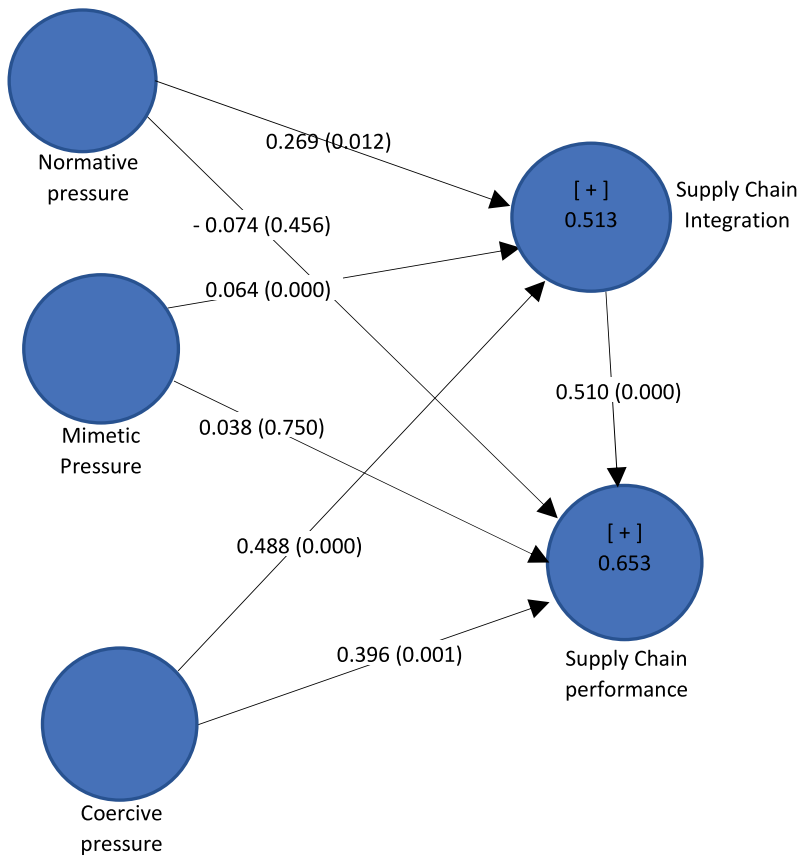 Normative
pressure
0.269 (0.012)
[ + ]
0.513
Supply Chain
Integration
- 0.074 (0.456)
0.064 (0.000)
Mimetic
Pressure
0.038 (0.750)
0.510 (0.000)
0.488 (0.000)
[ + ]
0.653
0.396 (0.001)
Supply Chain
performance
Coercive
pressure